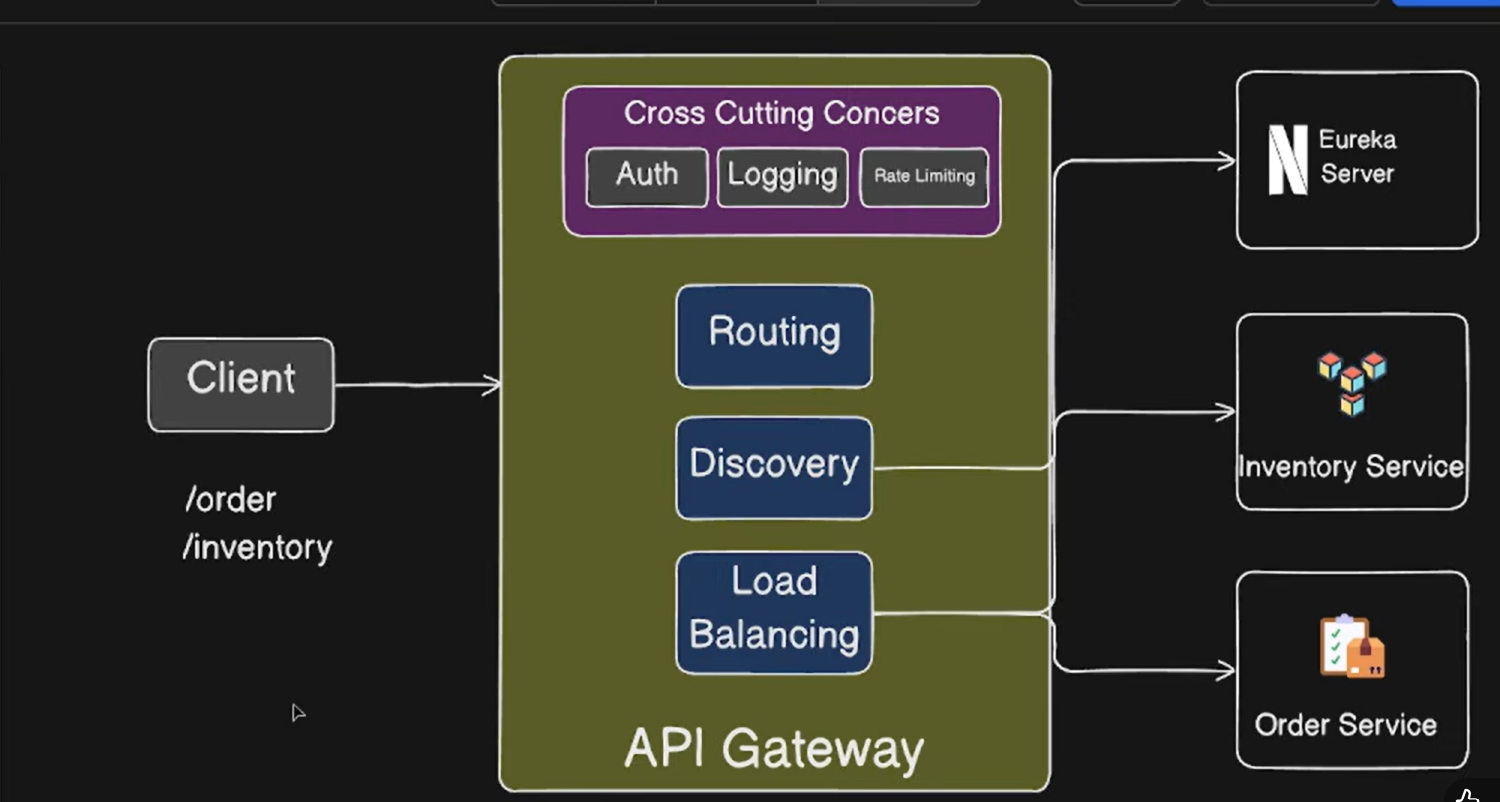 Cross Cutting Concers
Auth
Logging
Rate Limiting
Routing
Discovery
Load
Balancing
API Gateway
Client
/order
/inventory
Eureka
Server
Inventory Service
Order Service